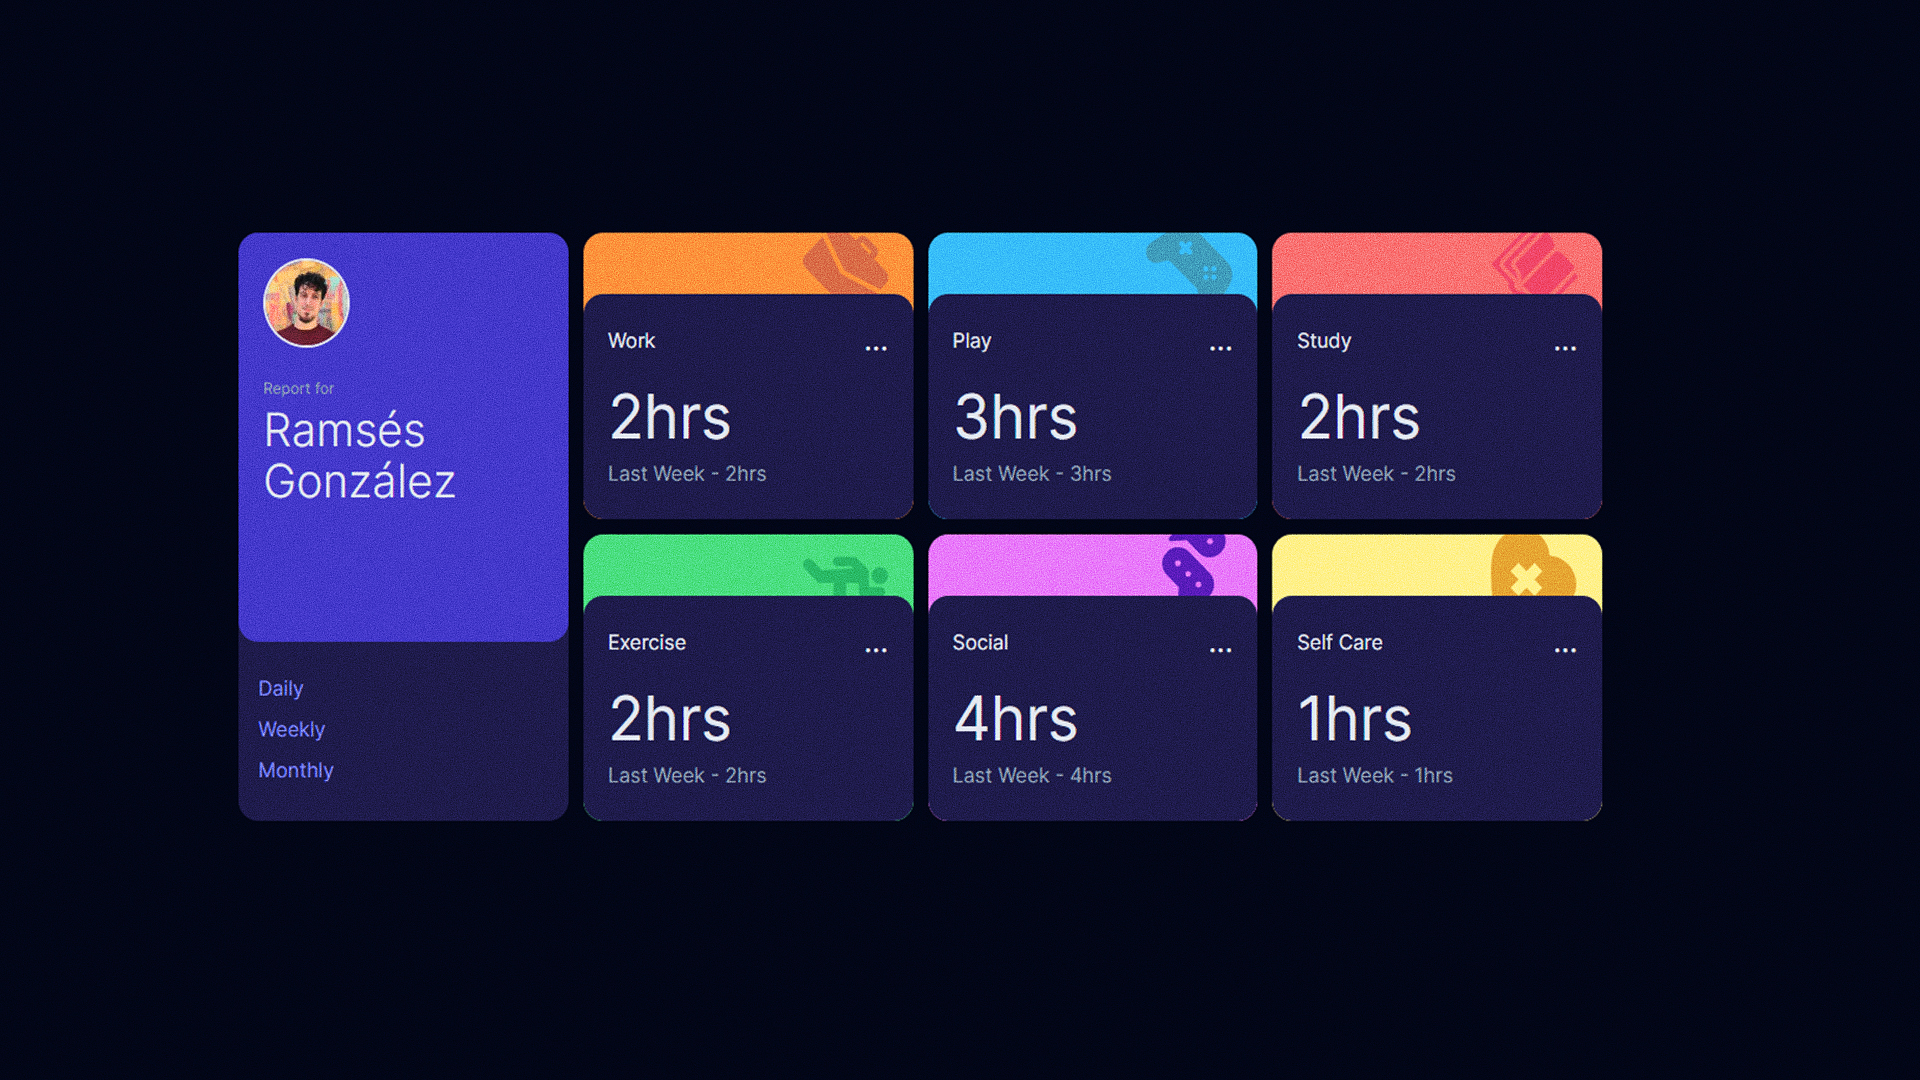 Report for
Ramsés
González
Daily
Weekly
Monthly
Work
2hrs
Last Week - 2hrs
Play
3hrs
Last Week - 3hrs
Study
2hrs
Last Week - 2hrs
Exercise
2hrs
Last Week - 2hrs
Social
4hrs
Last Week - 4hrs
Self Care
1hrs
Last Week - 1hrs